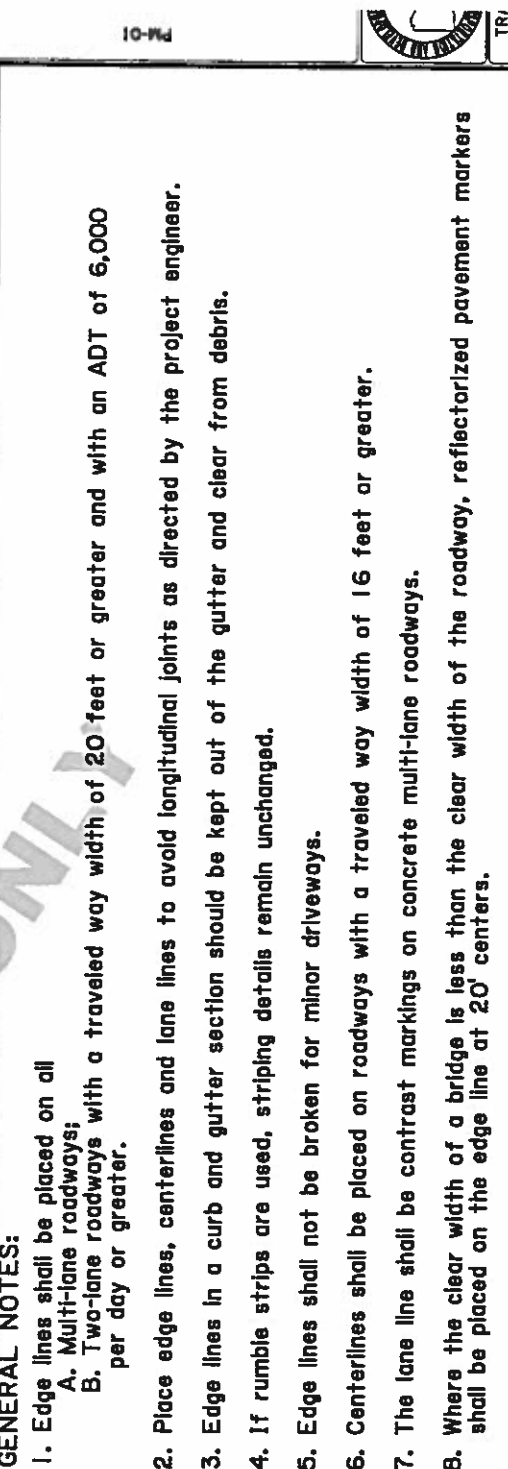 PM-01
GENERAL NOTES:
1. Edge lines shall be placed on all
A. Multi-lane roadways;
B. Two-lane roadways with a traveled way width of 20 feet or greater and with an ADT of 6,000
per day or greater.
2. Place edge lines, centerlines and lane lines to avoid longitudinal joints as directed by the project engineer.
3. Edge lines in a curb and gutter section should be kept out of the gutter and clear from debris.
4. If rumble strips are used, striping details remain unchanged.
5. Edge lines shall not be broken for minor driveways.
6. Centerlines shall be placed on roadways with a traveled way width of 16 feet or greater.
7. The lane line shall be contrast markings on concrete multi-lane roadways.
8. Where the clear width of a bridge is less than the clear width of the roadway, reflectorized pavement markers
shall be placed on the edge line at 20' centers.
ONLY